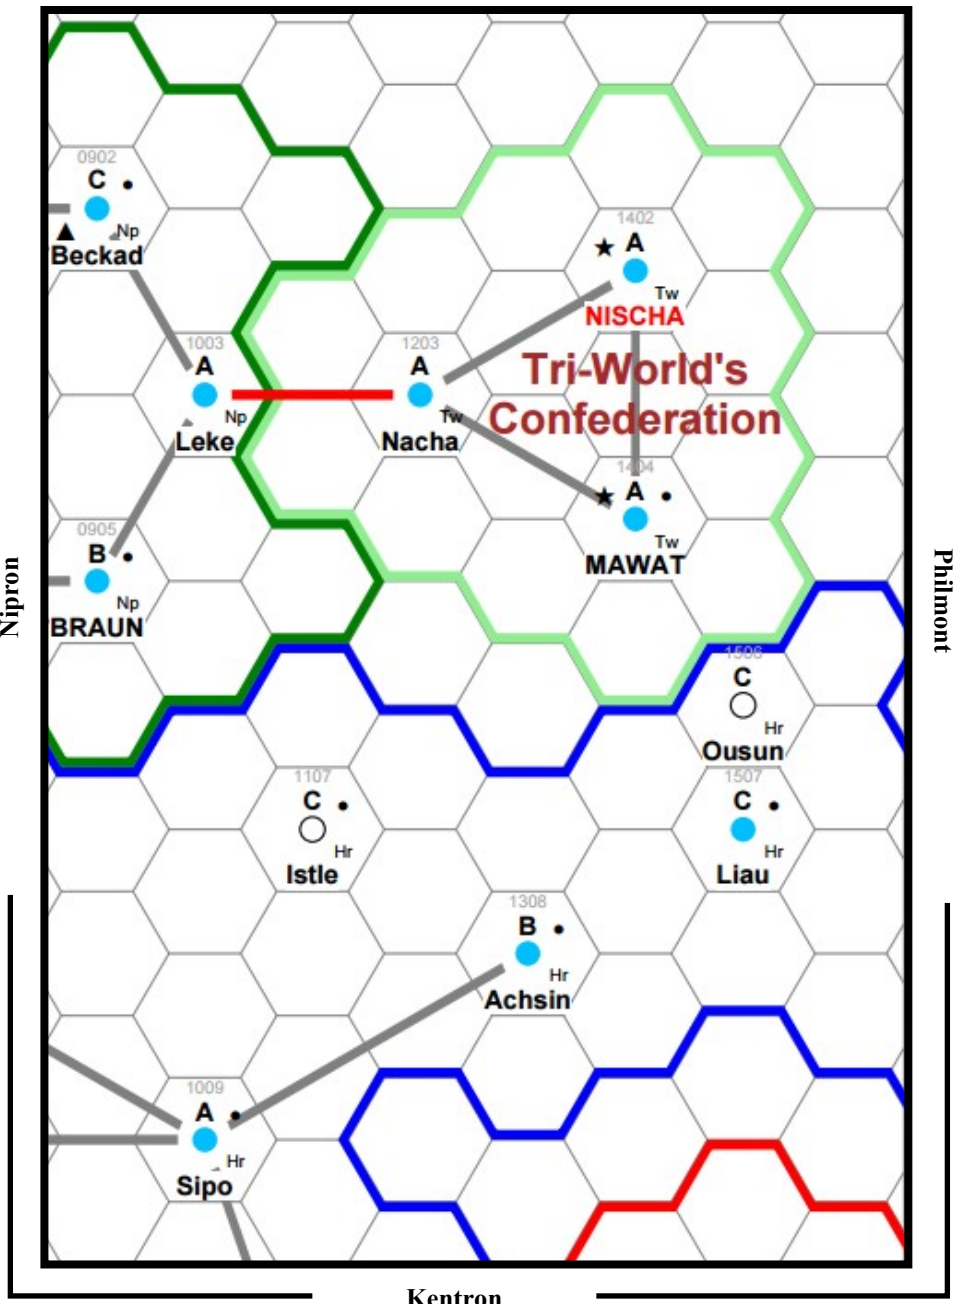 0902
C
Np
Beckad
1402
A
Tw
NISCHA
1003
A
Np
Leke
1203
A
Tw
Nacha
Tri-World's
Confederation
1404
A
Tw
MAWAT
0905
B
Np
BRAUN
Nipron
Philmont
1506
C
Hr
Ousun
1107
C
Hr
Istle
1507
C
Hr
Liau
1308
B
Hr
Achsin
1009
A
Hr
Sipo
Kentron